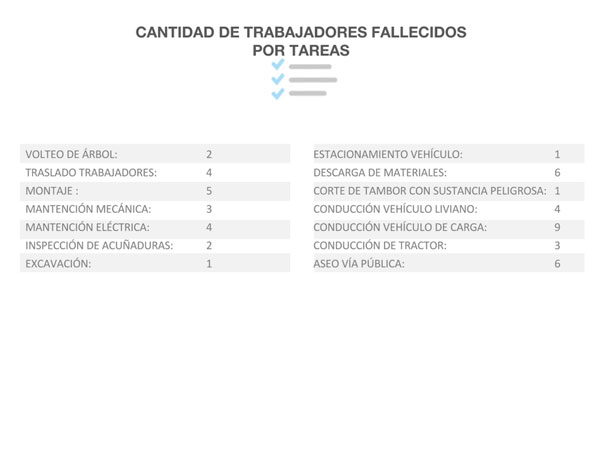 CANTIDAD DE TRABAJADORES FALLECIDOS
POR TAREAS
VOLTEO DE ÁRBOL: 2
TRASLADO TRABAJADORES: 4
MONTAJE : 5
MANTENCIÓN MECÁNICA: 3
MANTENCIÓN ELÉCTRICA: 4
INSPECCIÓN DE ACUÑADURAS: 2
EXCAVACIÓN: 1
ESTACIONAMIENTO VEHÍCULO: 1
DESCARGA DE MATERIALES: 6
CORTE DE TAMBOR CON SUSTANCIA PELIGROSA: 1
CONDUCCIÓN VEHÍCULO LIVIANO: 4
CONDUCCIÓN VEHÍCULO DE CARGA: 9
CONDUCCIÓN DE TRACTOR: 3
ASEO VÍA PÚBLICA: 6